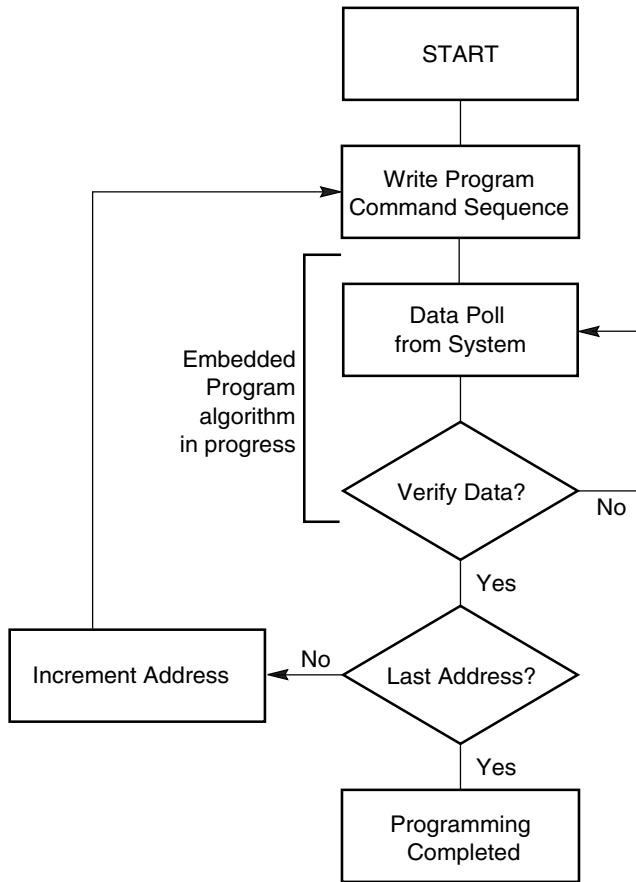 START
Write Program
Command Sequence
Data Poll
from System
Embedded
Program
algorithm
in progress
Verify Data?
No
Yes
Increment Address
No
Last Address?
Yes
Programming
Completed